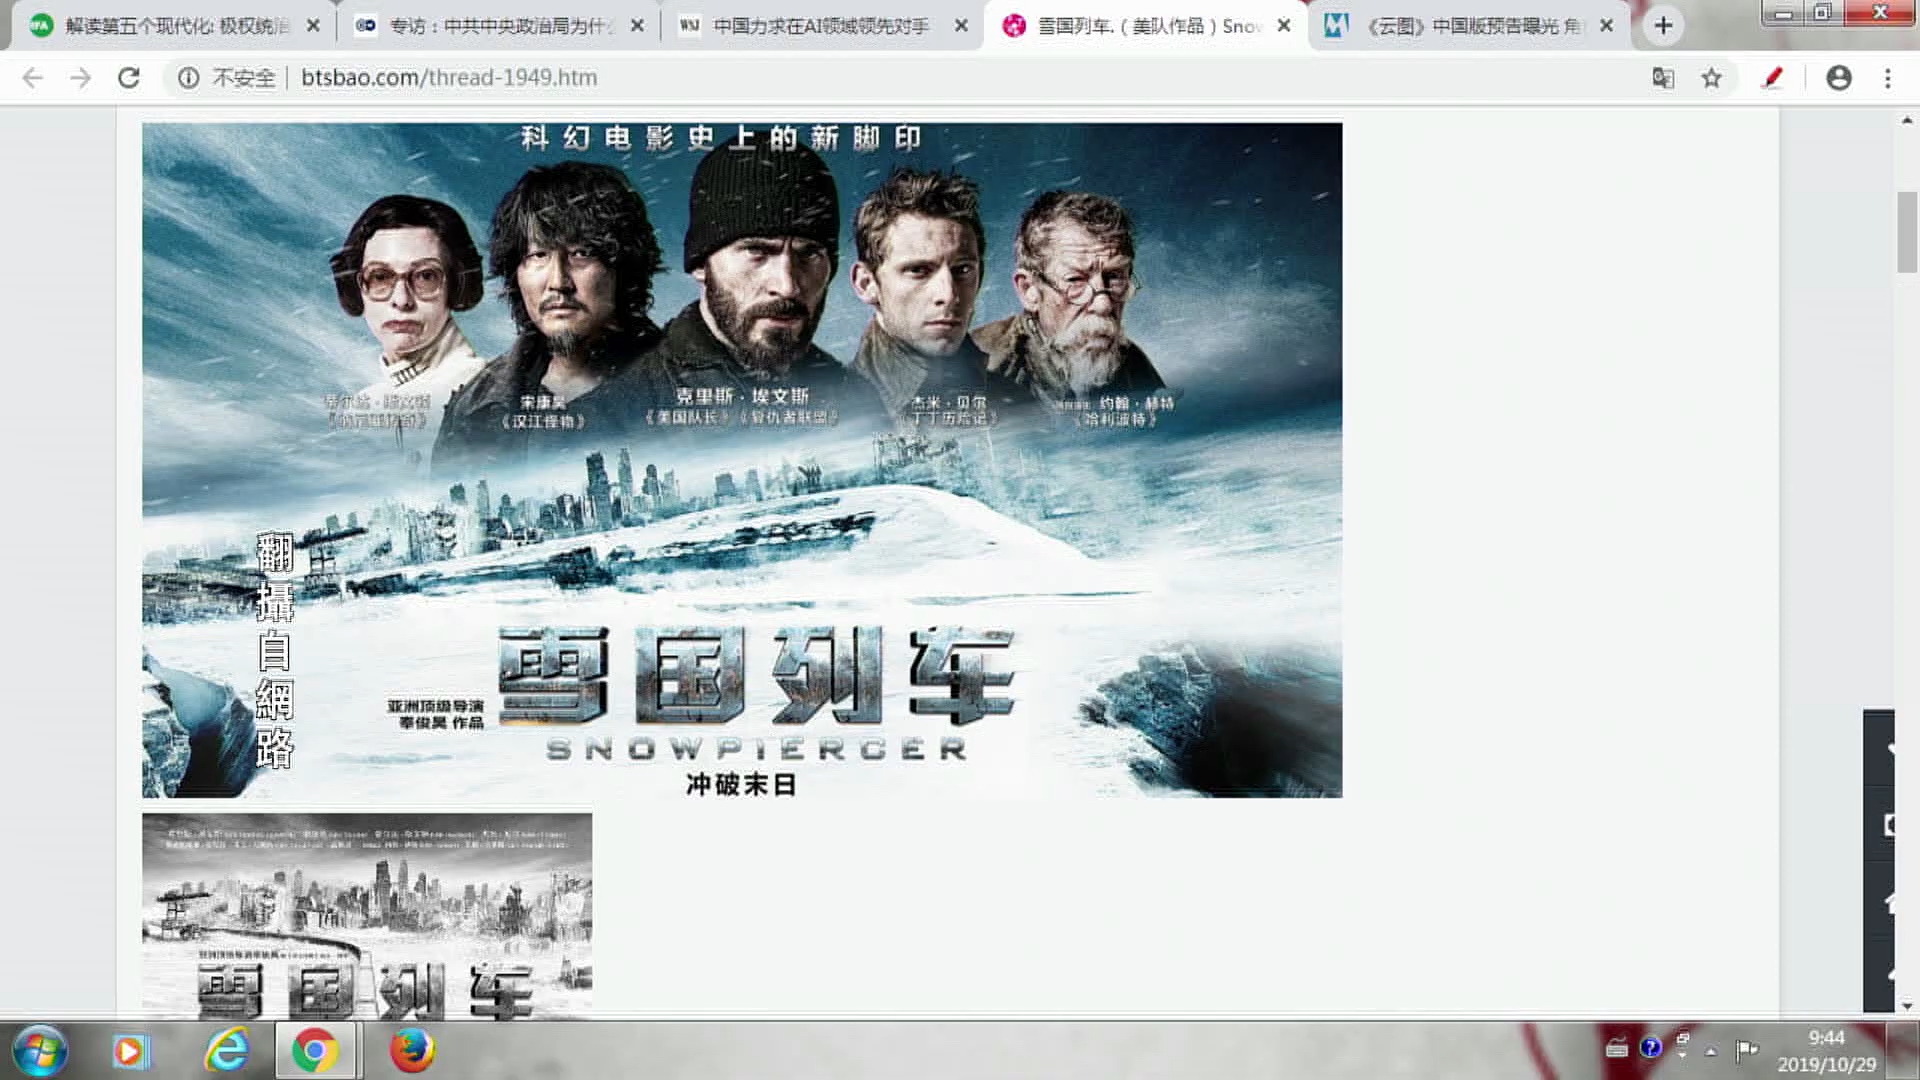 解读第五个现代化: 极权统治
专访：中共中央政治局为什么
WSJ
中国力求在AI领域领先对手
雪国列车.（美队作品）Snow
《云图》中国版预告曝光 角
不安全
btsbao.com/thread-1949.htm
科幻电影史上的新脚印
宋康昊
《汉江怪物》
克里斯·埃文斯
《美国队长》《复仇者联盟》
杰米·贝尔
《丁丁历险记》
约翰·赫特
《哈利波特》
翻攝自網路
亚洲顶级导演
奉俊昊 作品
雪国列车
SNOWPIERCER
冲破末日
雪国列车
9:44
2019/10/29